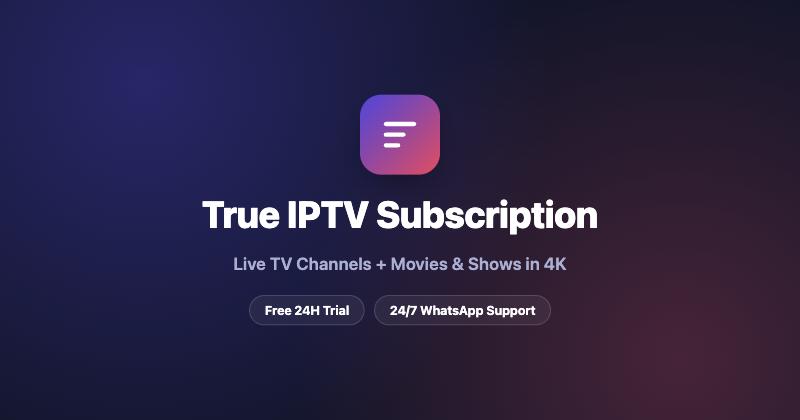 True IPTV Subscription
Live TV Channels + Movies & Shows in 4K
Free 24H Trial
24/7 WhatsApp Support